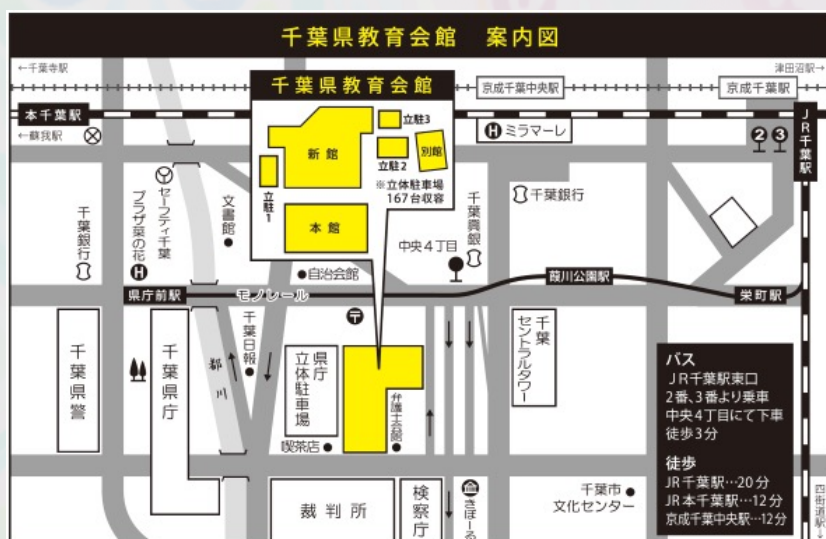 千葉県教育会館 案内図
←千葉寺駅
津田沼駅→
千葉県教育会館
京成千葉中央駅
京成千葉駅
本千葉駅
←蘇我駅
JR千葉駅
新館
立駐3
立駐2
別館
立駐1
※立体駐車場
167台収容
本館
H ミラマーレ
2 3
セーフティ千葉
プラザ菜の花
H
千葉銀行
文書館
千葉興銀
千葉銀行
中央4丁目
自治会館
県庁前駅
モノレール
葭川公園駅
栄町駅
千葉県警
千葉県庁
都川
千葉日報
県庁
立体駐車場
弁護士会館
喫茶店
千葉
セントラルタワー
バス
JR千葉駅東口
2番、3番より乗車
中央4丁目にて下車
徒歩3分
徒歩
JR千葉駅…20分
JR本千葉駅…12分
京成千葉中央駅…12分
裁判所
検察庁
きぼーる
千葉市
文化センター
四街道駅→